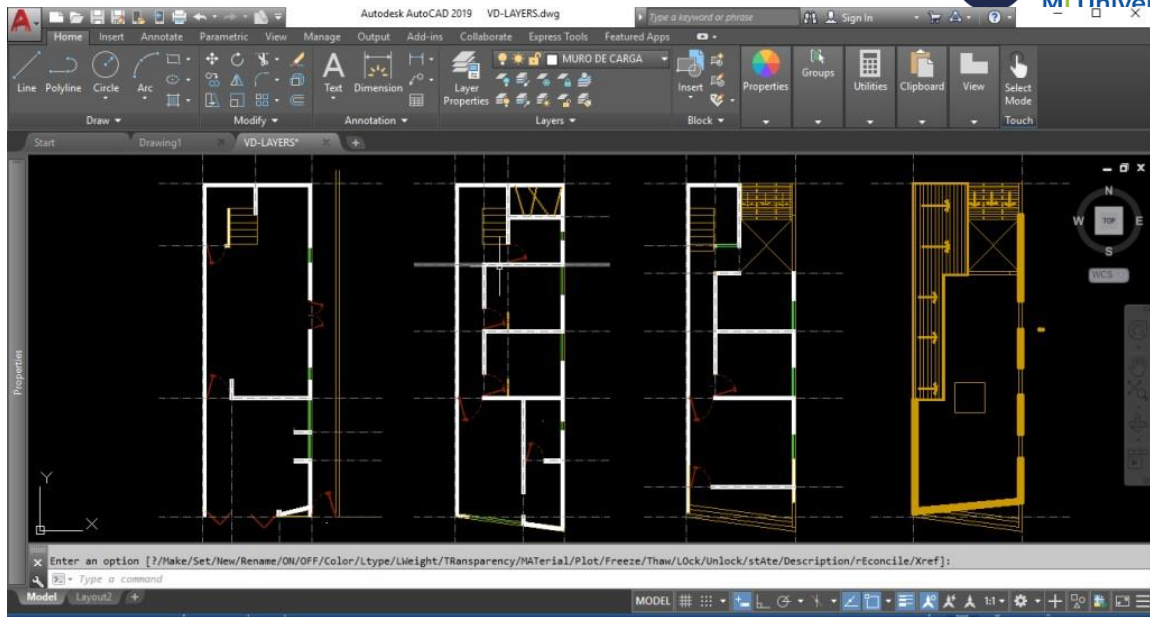 Autodesk AutoCAD 2019 VD-LAYERS.dwg
Type a keyword or phrase
Sign In
Home Insert Annotate Parametric View Manage Output Add-ins Collaborate Express Tools Featured Apps
MURO DE CARGA
Line Polyline Circle Arc
Text Dimension
Layer Properties
Insert
Properties
Groups
Utilities
Clipboard
View
Select Mode
Draw Modify Annotation Layers Block Touch
Start Drawing1 VD-LAYERS*
Properties
N
W TOP E
S
WCS
Y
X
Enter an option [?/Make/Set/New/Rename/ON/OFF/Color/Ltype/LWeight/TRansparency/MATerial/Plot/Freeze/Thaw/LOck/Unlock/stAte/Description/rEconcile/Xref]:
Type a command
Model Layout2
MODEL 1:1